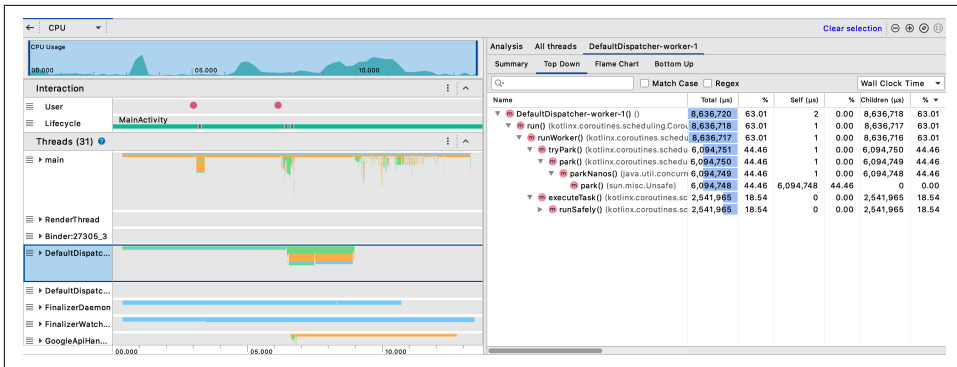 CPU
Clear selection
CPU Usage
00.000 05.000 10.000
Interaction
User
Lifecycle MainActivity
Threads (31)
main
RenderThread
Binder:27305_3
DefaultDispatc...
DefaultDispatc...
FinalizerDaemon
FinalizerWatch...
GoogleApiHan...
00.000 05.000 10.000
Analysis All threads DefaultDispatcher-worker-1
Summary Top Down Flame Chart Bottom Up
Match Case Regex Wall Clock Time
Name Total (µs) % Self (µs) % Children (µs) %
m DefaultDispatcher-worker-1() () 8,636,720 63.01 2 0.00 8,636,718 63.01
m run() (kotlinx.coroutines.scheduling.Corou 8,636,718 63.01 1 0.00 8,636,717 63.01
m runWorker() (kotlinx.coroutines.schedu 8,636,717 63.01 1 0.00 8,636,716 63.01
m tryPark() (kotlinx.coroutines.schedu 6,094,751 44.46 1 0.00 6,094,750 44.46
m park() (kotlinx.coroutines.schedu 6,094,750 44.46 1 0.00 6,094,749 44.46
m parkNanos() (java.util.concurre 6,094,749 44.46 1 0.00 6,094,748 44.46
m park() (sun.misc.Unsafe) 6,094,748 44.46 6,094,748 44.46 0 0.00
m executeTask() (kotlinx.coroutines.sc 2,541,965 18.54 0 0.00 2,541,965 18.54
m runSafely() (kotlinx.coroutines.sc 2,541,965 18.54 0 0.00 2,541,965 18.54